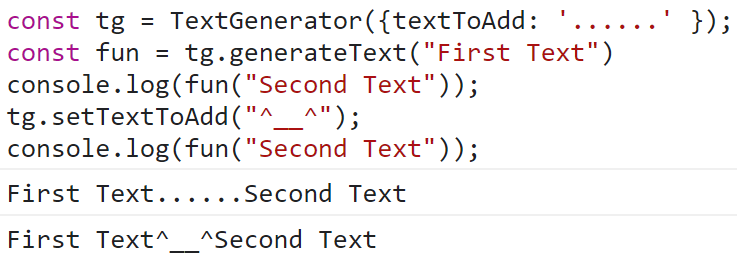 const tg = TextGenerator({textToAdd: '......' });
const fun = tg.generateText("First Text")
console.log(fun("Second Text"));
tg.setTextToAdd("^__^");
console.log(fun("Second Text"));
First Text......Second Text
First Text^__^Second Text